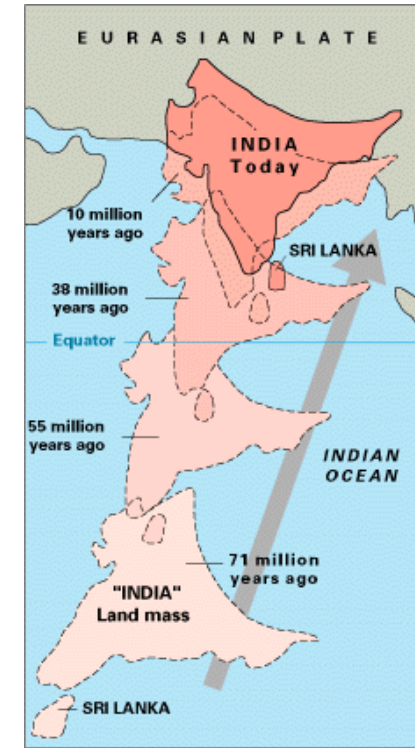 EURASIAN PLATE
INDIA
Today
10 million
years ago
SRI LANKA
38 million
years ago
Equator
55 million
years ago
INDIAN
OCEAN
71 million
years ago
"INDIA"
Land mass
SRI LANKA